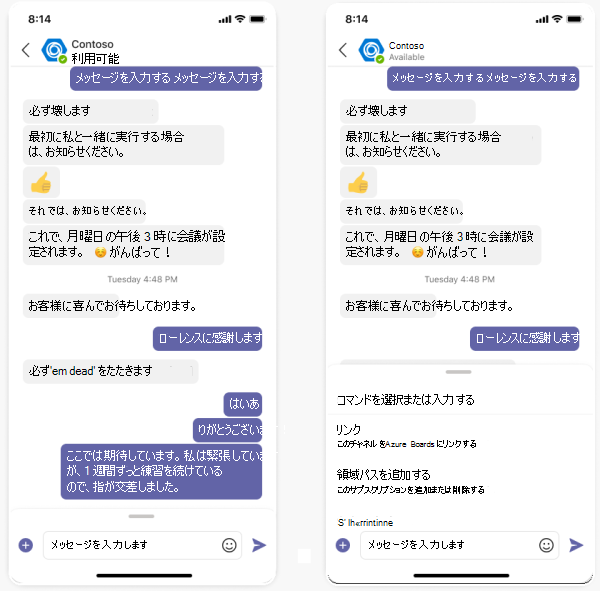 8:14
Contoso
利用可能
メッセージを入力する メッセージを入力す
必ず壊します
最初に私と一緒に実行する場合
は、お知らせください。
それでは、お知らせください。
これで、月曜日の午後 3 時に会議が設
定されます。 がんばって！
Tuesday 4:48 PM
お客様に喜んでお待ちしております。
ローレンスに感謝します
必ず'em dead' をたたきます
はいあ
りがとうござい
ここでは期待しています。私は緊張してい
が、1 週間ずっと練習を続けている
ので、指が交差しました。
メッセージを入力します
8:14
Contoso
Available
メッセージを入力するメッセージを入力する
必ず壊します
最初に私と一緒に実行する場合
は、お知らせください。
それでは、お知らせください。
これで、月曜日の午後 3 時に会議が設
定されます。 がんばって！
Tuesday 4:48 PM
お客様に喜んでお待ちしております。
ローレンスに感謝します
コマンドを選択または入力する
リンク
このチャネルをAzure Boards にリンクする
領域パスを追加する
このサブスクリプションを追加または削除する
メッセージを入力します